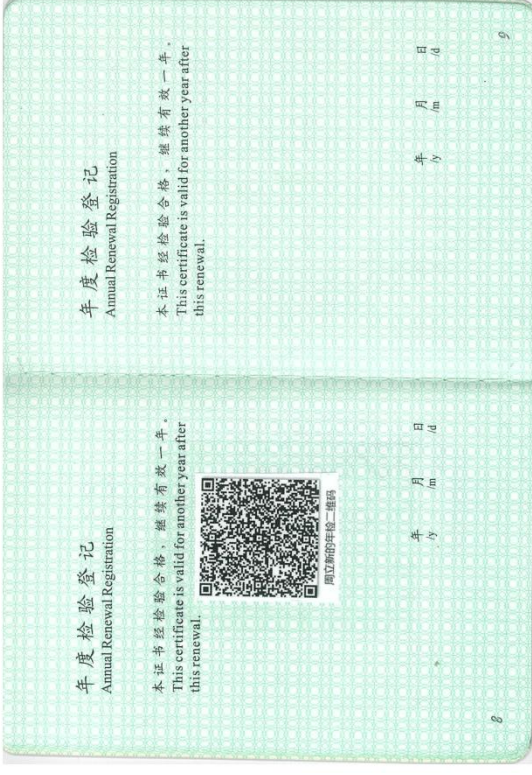 年度检验登记
Annual Renewal Registration
本证书经检验合格，继续有效一年。
This certificate is valid for another year after
this renewal.
周立新的年检二维码
年 月 日
/y /m /d
8
年度检验登记
Annual Renewal Registration
本证书经检验合格，继续有效一年。
This certificate is valid for another year after
this renewal.
年 月 日
/y /m /d
9